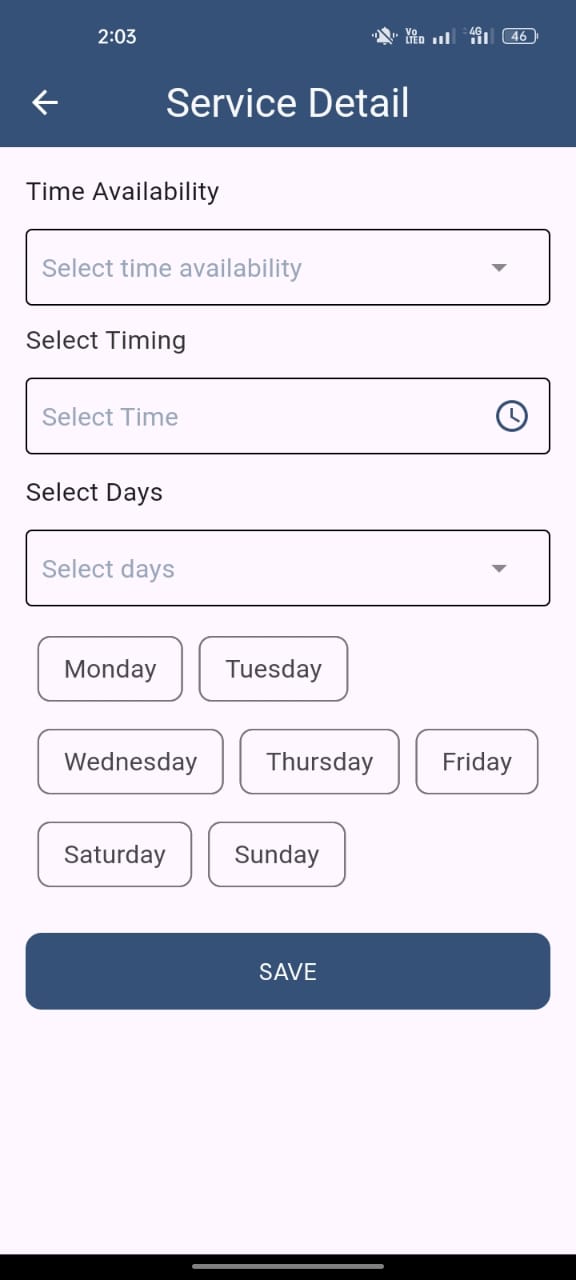 2:03 Vo LTED 4G 46
Service Detail
Time Availability
Select time availability
Select Timing
Select Time
Select Days
Select days
Monday Tuesday
Wednesday Thursday Friday
Saturday Sunday
SAVE